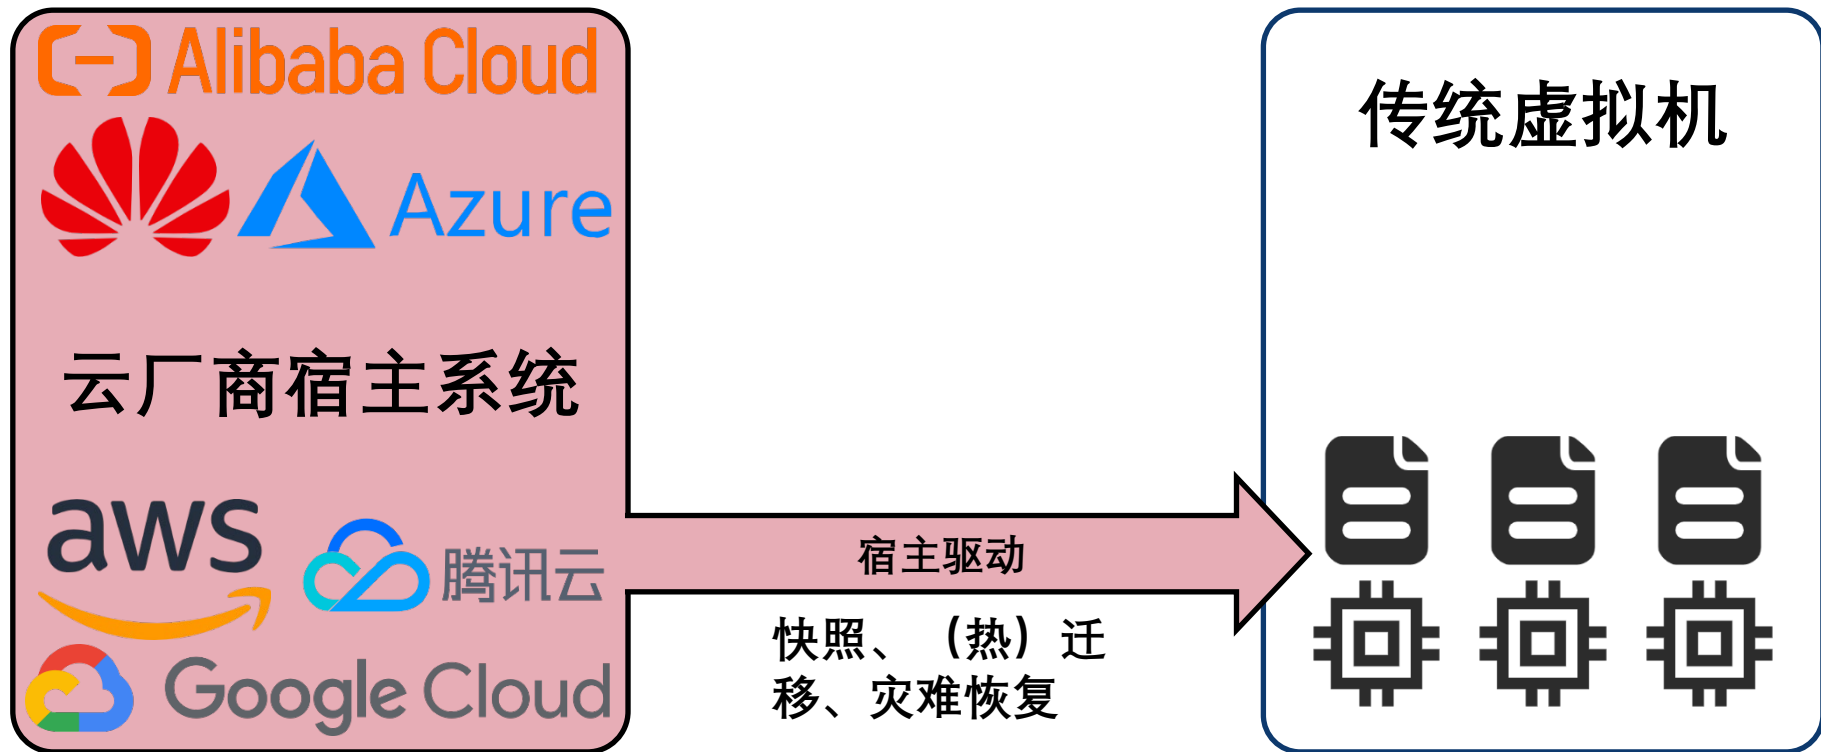 Alibaba Cloud
Azure
云厂商宿主系统
aws
腾讯云
Google Cloud
宿主驱动
快照、（热）迁
移、灾难恢复
传统虚拟机